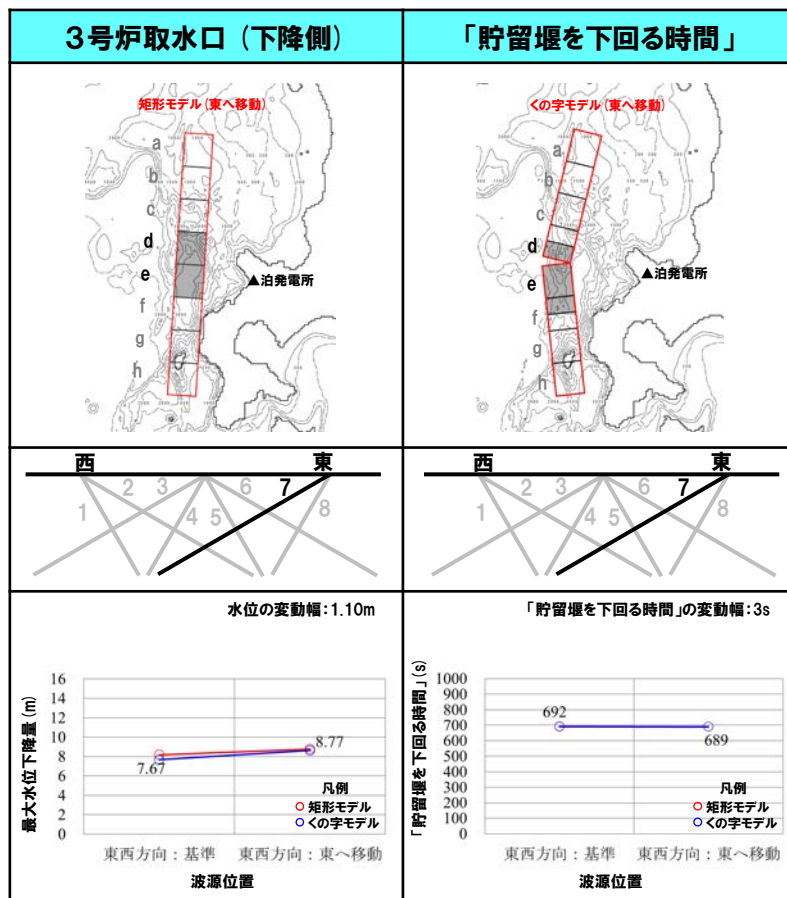 3号炉取水口（下降側）
「貯留堰を下回る時間」
矩形モデル(東へ移動)
a
b
c
d
e
f
g
h
▲泊発電所
くの字モデル(東へ移動)
a
b
c
d
e
f
g
h
▲泊発電所
西
東
1
2
3
4
5
6
7
8
西
東
1
2
3
4
5
6
7
8
水位の変動幅:1.10m
最大水位下降量(m)
16
14
12
10
8
6
4
2
0
7.67
8.77
凡例
矩形モデル
くの字モデル
東西方向：基準
東西方向：東へ移動
波源位置
「貯留堰を下回る時間」の変動幅:3s
「貯留堰を下回る時間」(s)
1000
900
800
700
600
500
400
300
200
100
0
692
689
凡例
矩形モデル
くの字モデル
東西方向：基準
東西方向：東へ移動
波源位置